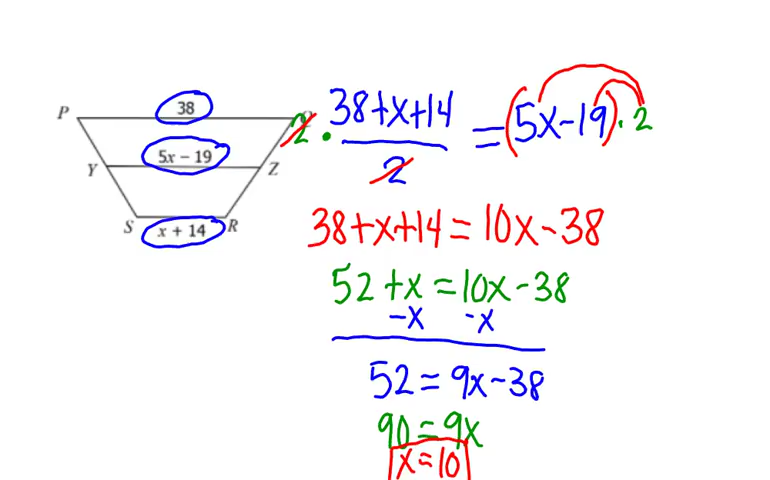 P 38
Y 5x − 19 Z
S x + 14 R
2 · 38+x+14 / 2 = (5x−19) · 2
38+x+14 = 10x−38
52 +x = 10x−38
−x -x
52 = 9x−38
90 = 9x
x = 10